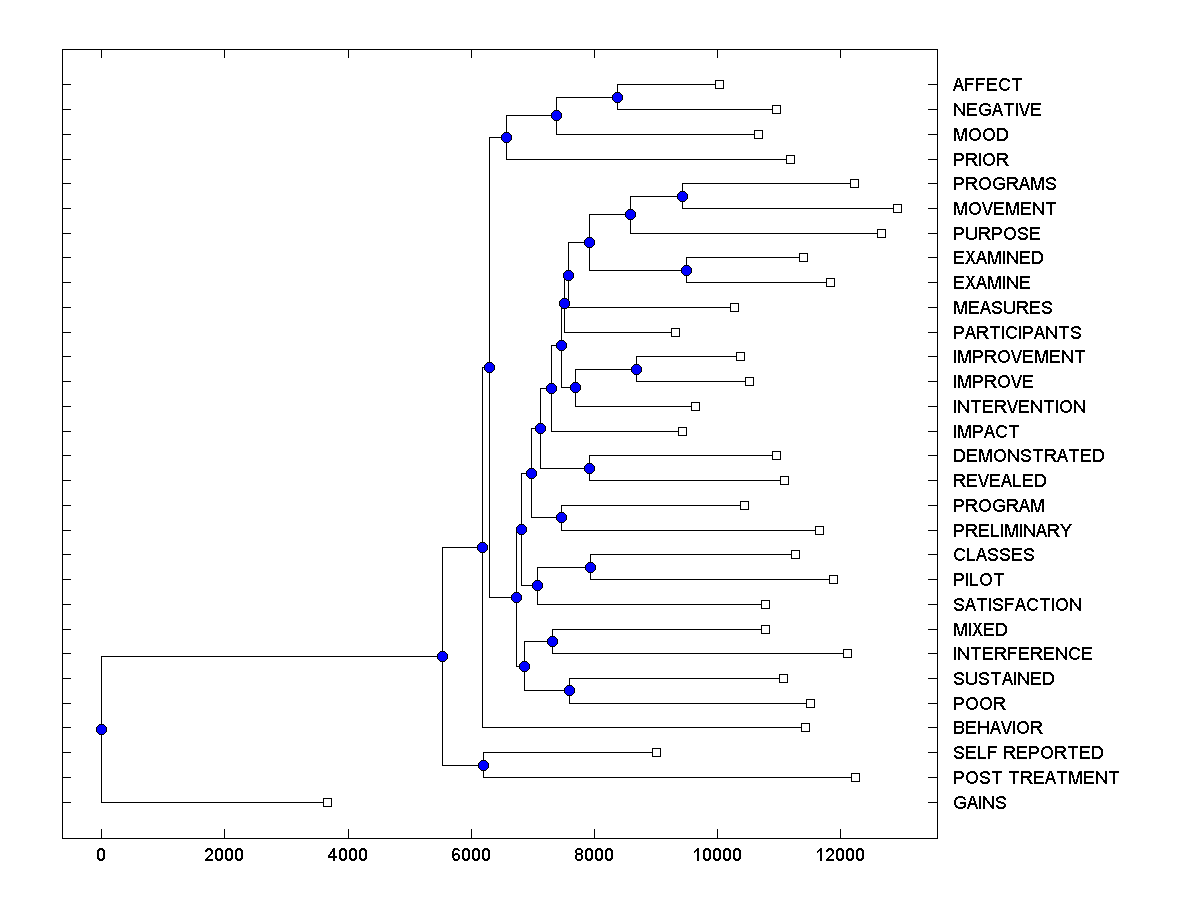 AFFECT
NEGATIVE
MOOD
PRIOR
PROGRAMS
MOVEMENT
PURPOSE
EXAMINED
EXAMINE
MEASURES
PARTICIPANTS
IMPROVEMENT
IMPROVE
INTERVENTION
IMPACT
DEMONSTRATED
REVEALED
PROGRAM
PRELIMINARY
CLASSES
PILOT
SATISFACTION
MIXED
INTERFERENCE
SUSTAINED
POOR
BEHAVIOR
SELF REPORTED
POST TREATMENT
GAINS
0 2000 4000 6000 8000 10000 12000